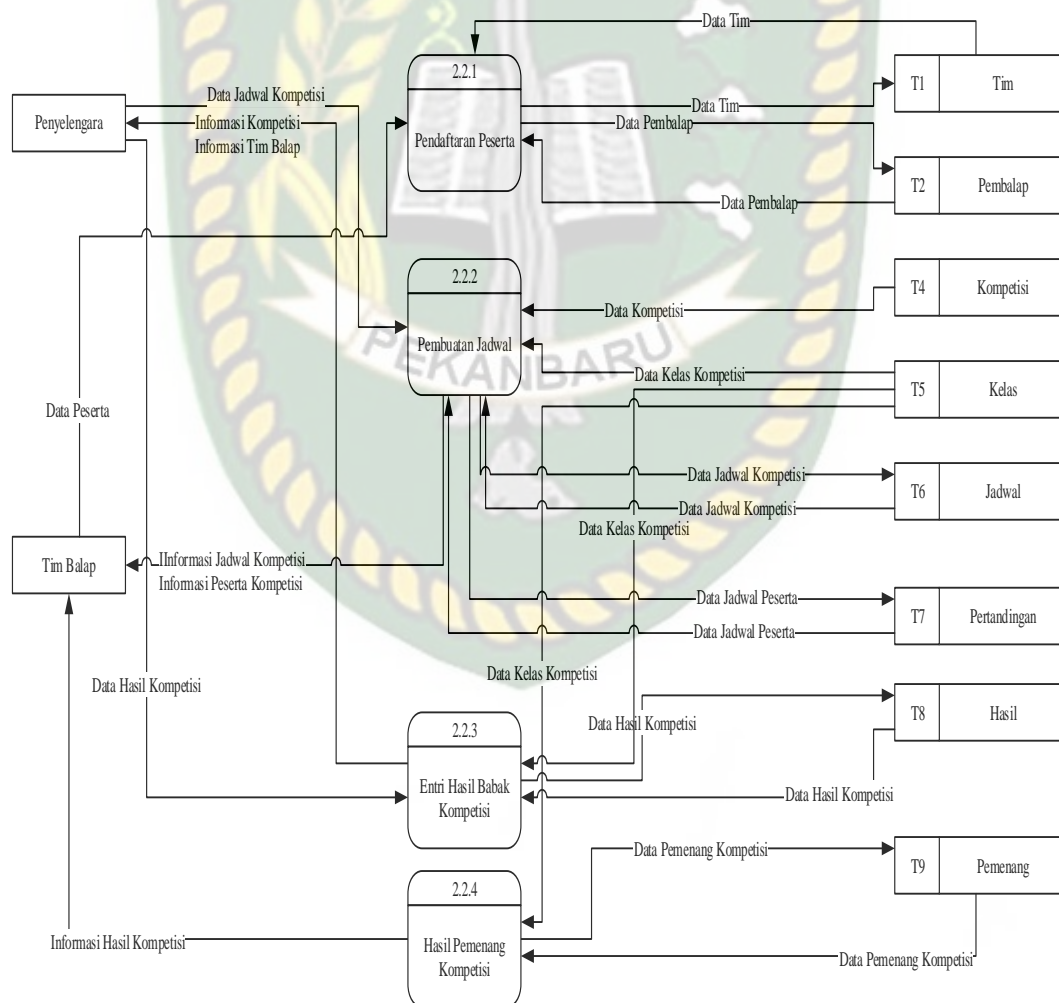 Data Tim
2.2.1
Pendaftaran Peserta
T1
Tim
Data Tim
Penyelengara
Data Jadwal Kompetisi
Informasi Kompetisi
Informasi Tim Balap
Data Pembalap
T2
Pembalap
Data Pembalap
2.2.2
Pembuatan Jadwal
T4
Kompetisi
Data Kompetisi
PEKANBARU
Data Kelas Kompetisi
T5
Kelas
Data Peserta
Data Jadwal Kompetisi
T6
Jadwal
Data Jadwal Kompetisi
Data Kelas Kompetisi
Tim Balap
IInformasi Jadwal Kompetisi
Informasi Peserta Kompetisi
Data Jadwal Peserta
T7
Pertandingan
Data Jadwal Peserta
Data Kelas Kompetisi
Data Hasil Kompetisi
T8
Hasil
Data Hasil Kompetisi
2.2.3
Entri Hasil Babak
Kompetisi
Data Hasil Kompetisi
Data Pemenang Kompetisi
T9
Pemenang
2.2.4
Hasil Pemenang
Kompetisi
Informasi Hasil Kompetisi
Data Pemenang Kompetisi